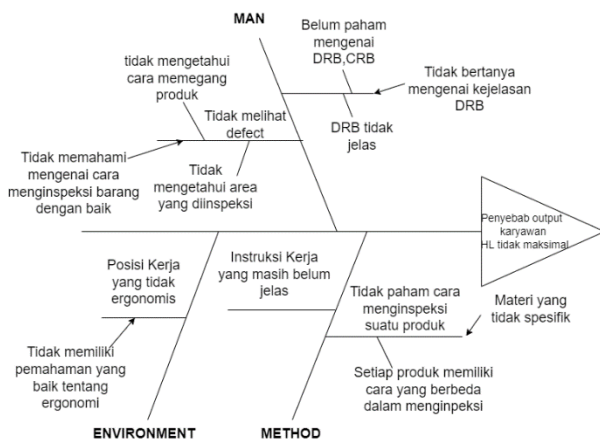 MAN
Belum paham
mengenai
DRB,CRB
Tidak bertanya
mengenai kejelasan
DRB
DRB tidak
jelas
tidak mengetahui
cara memegang
produk
Tidak melihat
defect
Tidak memahami
mengenai cara
menginspeksi barang
dengan baik
Tidak
mengetahui area
yang diinspeksi
Penyebab output
karyawan
HL tidak maksimal
Posisi Kerja
yang tidak
ergonomis
Tidak memiliki
pemahaman yang
baik tentang
ergonomi
Instruksi Kerja
yang masih belum
jelas
Tidak paham cara
menginspeksi
suatu produk
Materi yang
tidak spesifik
Setiap produk memiliki
cara yang berbeda
dalam menginpeksi
ENVIRONMENT
METHOD